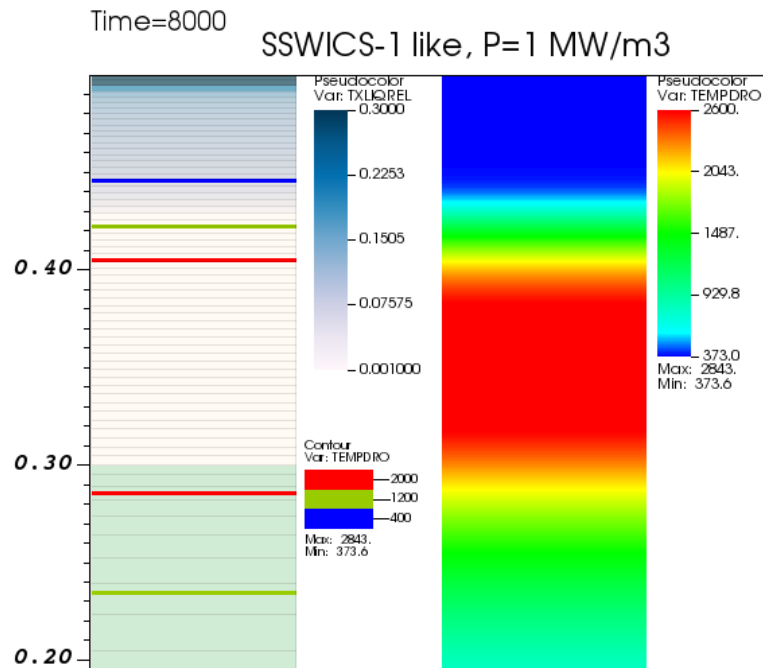 Time=8000
SSWICS-1 like, P=1 MW/m3
Pseudocolor
Var: TXLIQREL
0.3000
0.2253
0.1505
0.07575
0.001000
Contour
Var: TEMPDRO
2000
1200
400
Max: 2843.
Min: 373.6
0.40
0.30
0.20
Pseudocolor
Var: TEMPDRO
2600.
2043.
1487.
929.8
373.0
Max: 2843.
Min: 373.6